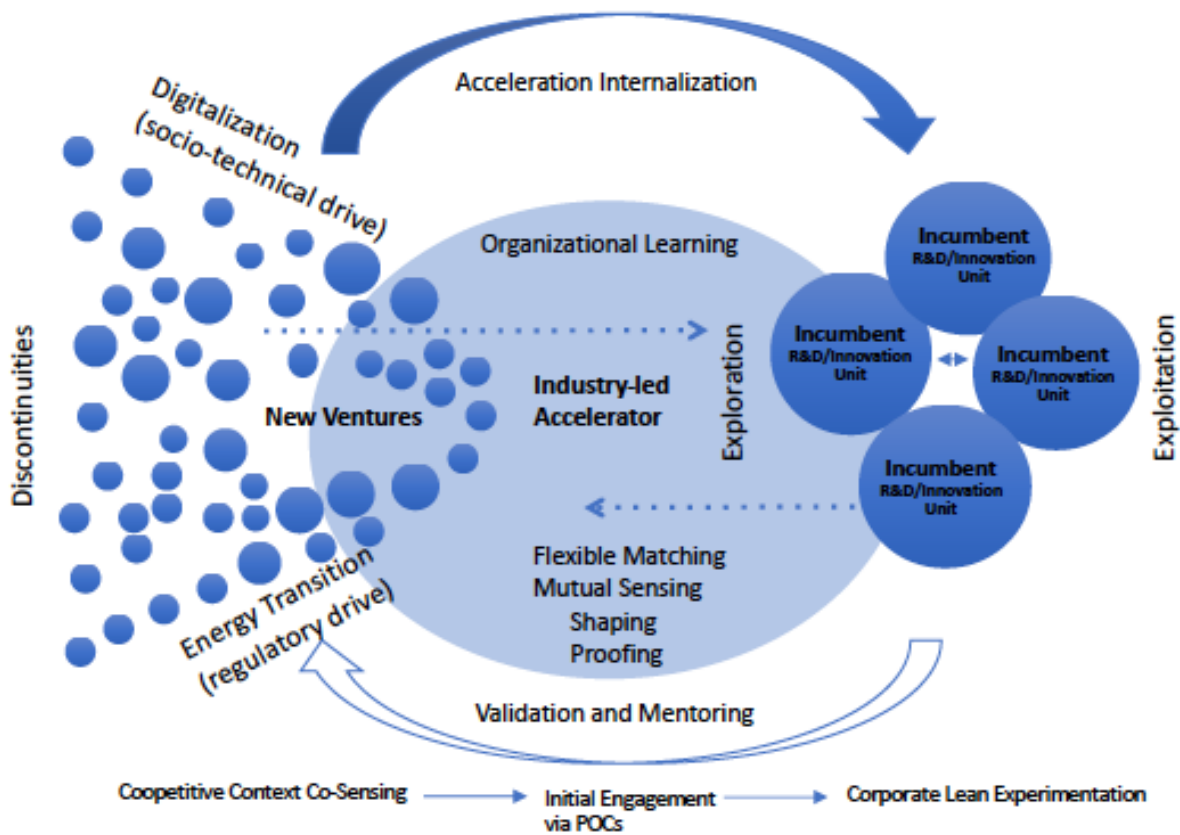 Acceleration Internalization
Digitalization
(socio-technical drive)
Organizational Learning
Incumbent
R&D/Innovation
Unit
Incumbent
R&D/Innovation
Unit
Incumbent
R&D/Innovation
Unit
Incumbent
R&D/Innovation
Unit
Discontinuities
New Ventures
Industry-led
Accelerator
Exploration
Exploitation
Flexible Matching
Mutual Sensing
Shaping
Proofing
Energy Transition
(regulatory drive)
Validation and Mentoring
Coopetitive Context Co-Sensing
Initial Engagement
via POCs
Corporate Lean Experimentation